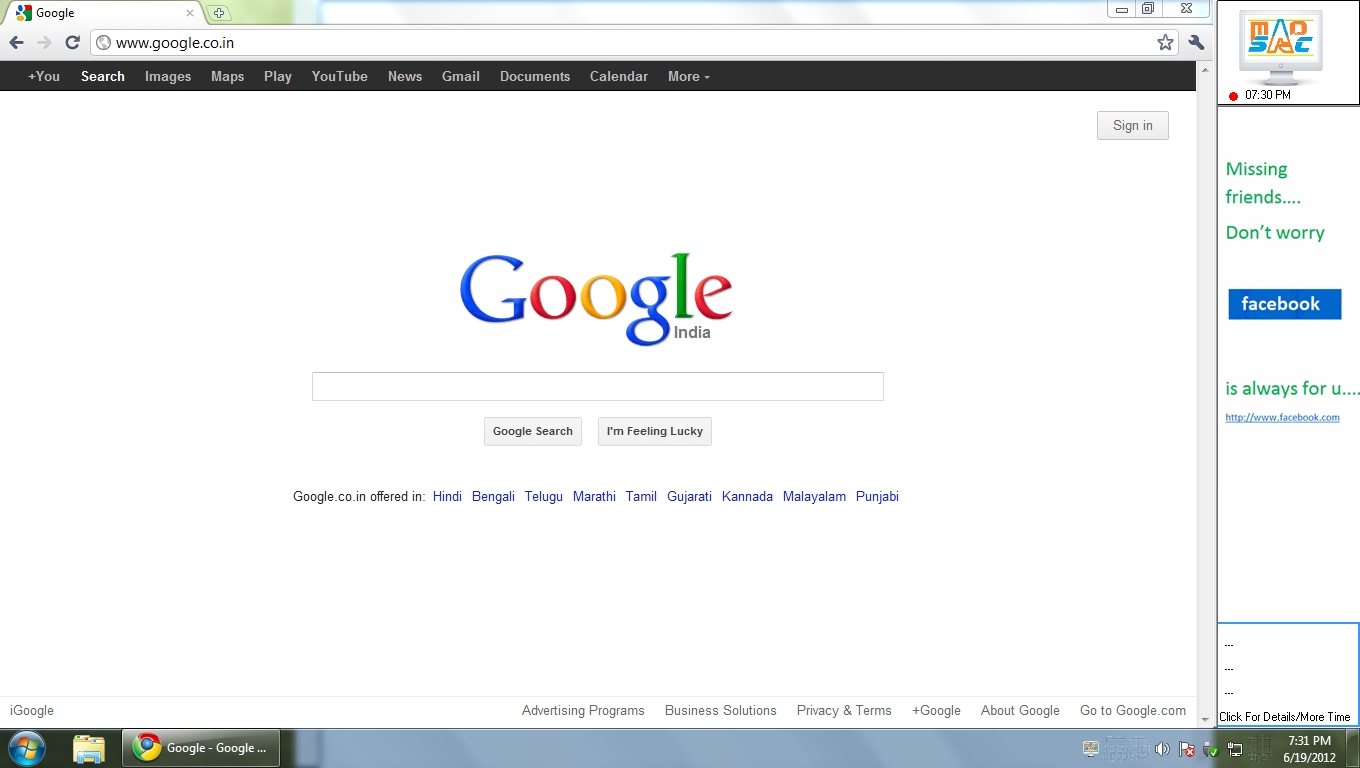 Google
www.google.co.in
+You Search Images Maps Play YouTube News Gmail Documents Calendar More
Sign in
Google
India
Google Search I'm Feeling Lucky
Google.co.in offered in: Hindi Bengali Telugu Marathi Tamil Gujarati Kannada Malayalam Punjabi
iGoogle Advertising Programs Business Solutions Privacy & Terms +Google About Google Go to Google.com
07:30 PM
Missing
friends....
Don't worry
facebook
is always for u....
http://www.facebook.com
...
...
...
Click For Details/More Time
Google - Google ...
7:31 PM
6/19/2012